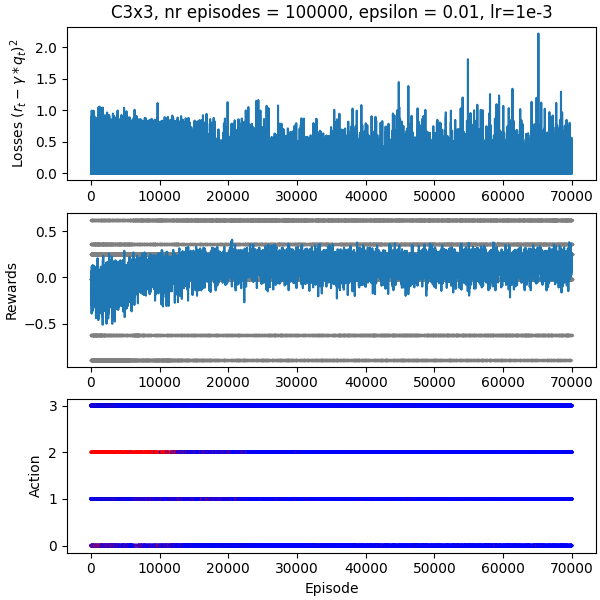 C3x3, nr episodes = 100000, epsilon = 0.01, lr=1e-3
Losses $(r_t - \gamma * q_t)^2$
2.0
1.5
1.0
0.5
0.0
0 10000 20000 30000 40000 50000 60000 70000
Rewards
0.5
0.0
−0.5
0 10000 20000 30000 40000 50000 60000 70000
Action
3
2
1
0
0 10000 20000 30000 40000 50000 60000 70000
Episode